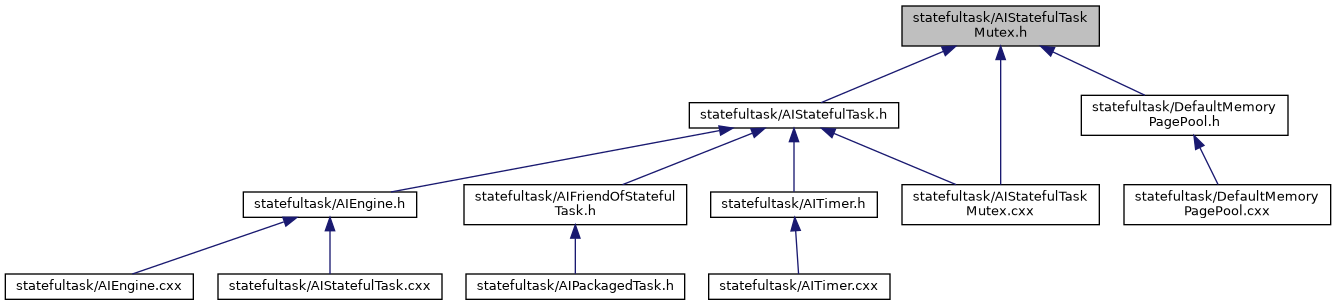 statefultask/AIStatefulTask
Mutex.h
statefultask/AIStatefulTask.h
statefultask/DefaultMemory
PagePool.h
statefultask/AIEngine.h
statefultask/AIFriendOfStateful
Task.h
statefultask/AITimer.h
statefultask/AIStatefulTask
Mutex.cxx
statefultask/DefaultMemory
PagePool.cxx
statefultask/AIEngine.cxx
statefultask/AIStatefulTask.cxx
statefultask/AIPackagedTask.h
statefultask/AITimer.cxx